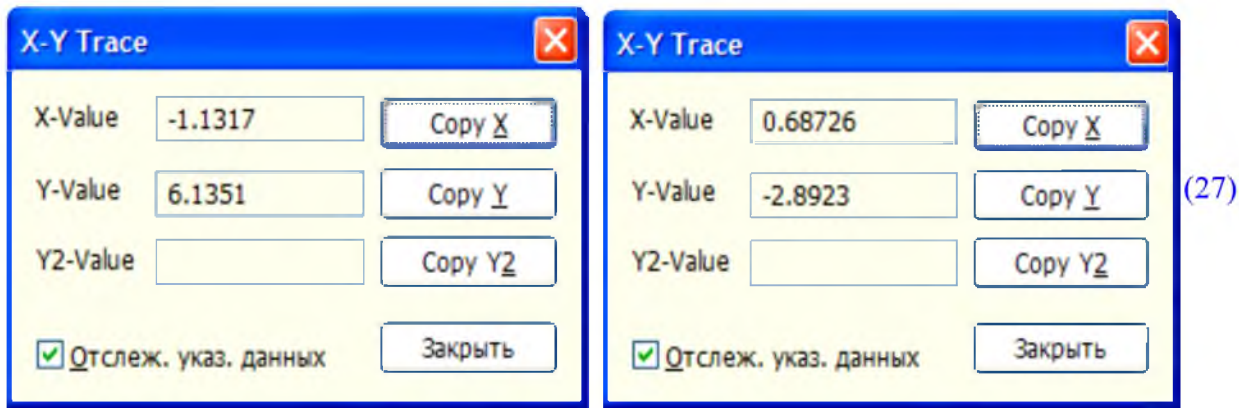 X-Y Trace
X-Value -1.1317 Copy X
Y-Value 6.1351 Copy Y
Y2-Value Copy Y2
Отслеж. указ. данных Закрыть
X-Y Trace
X-Value 0.68726 Copy X
Y-Value -2.8923 Copy Y
Y2-Value Copy Y2
Отслеж. указ. данных Закрыть
(27)